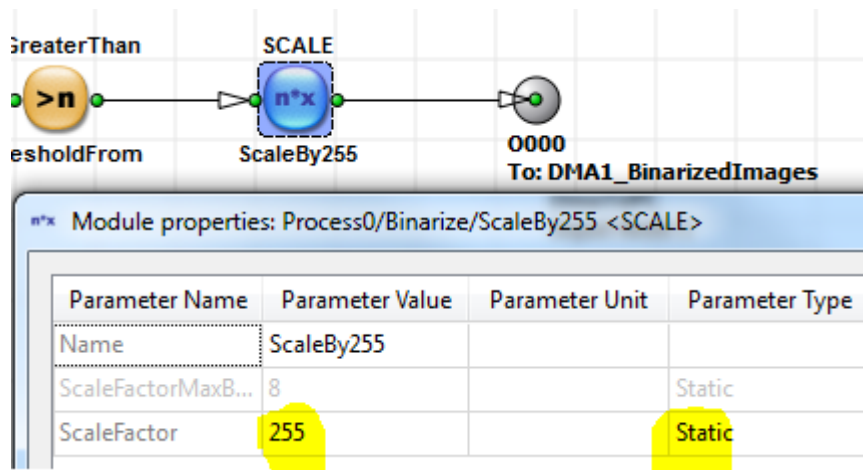 GreaterThan SCALE
>n n*x
esholdFrom ScaleBy255 O000
To: DMA1_BinarizedImages
n*x Module properties: Process0/Binarize/ScaleBy255 <SCALE>
Parameter Name Parameter Value Parameter Unit Parameter Type
Name ScaleBy255
ScaleFactorMaxB... 8 Static
ScaleFactor 255 Static